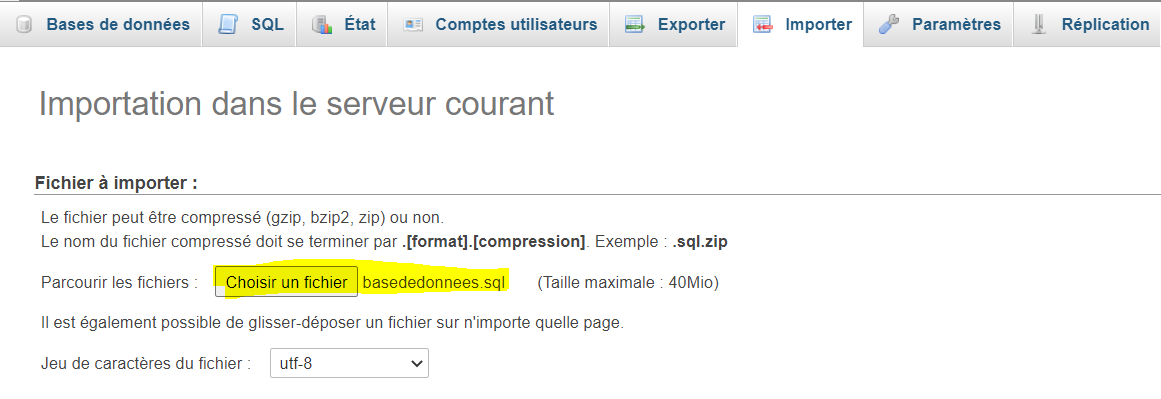 Bases de données SQL État Comptes utilisateurs Exporter Importer Paramètres Réplication
Importation dans le serveur courant
Fichier à importer :
Le fichier peut être compressé (gzip, bzip2, zip) ou non.
Le nom du fichier compressé doit se terminer par .[format].[compression]. Exemple : .sql.zip
Parcourir les fichiers : Choisir un fichier basededonnees.sql (Taille maximale : 40Mio)
Il est également possible de glisser-déposer un fichier sur n'importe quelle page.
Jeu de caractères du fichier : utf-8